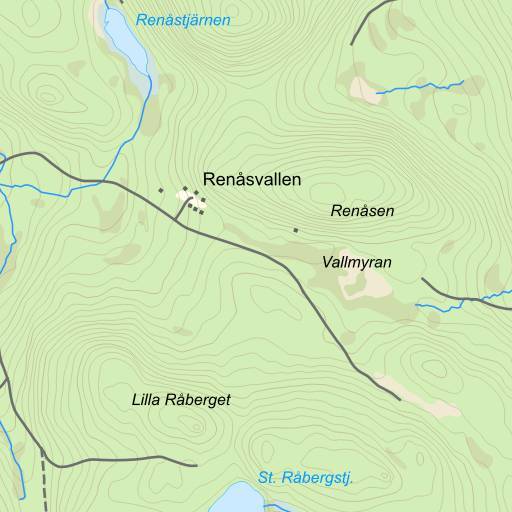 Renåstjärnen
Renåsvallen
Renåsen
Vallmyran
Lilla Råberget
St. Råbergstj.